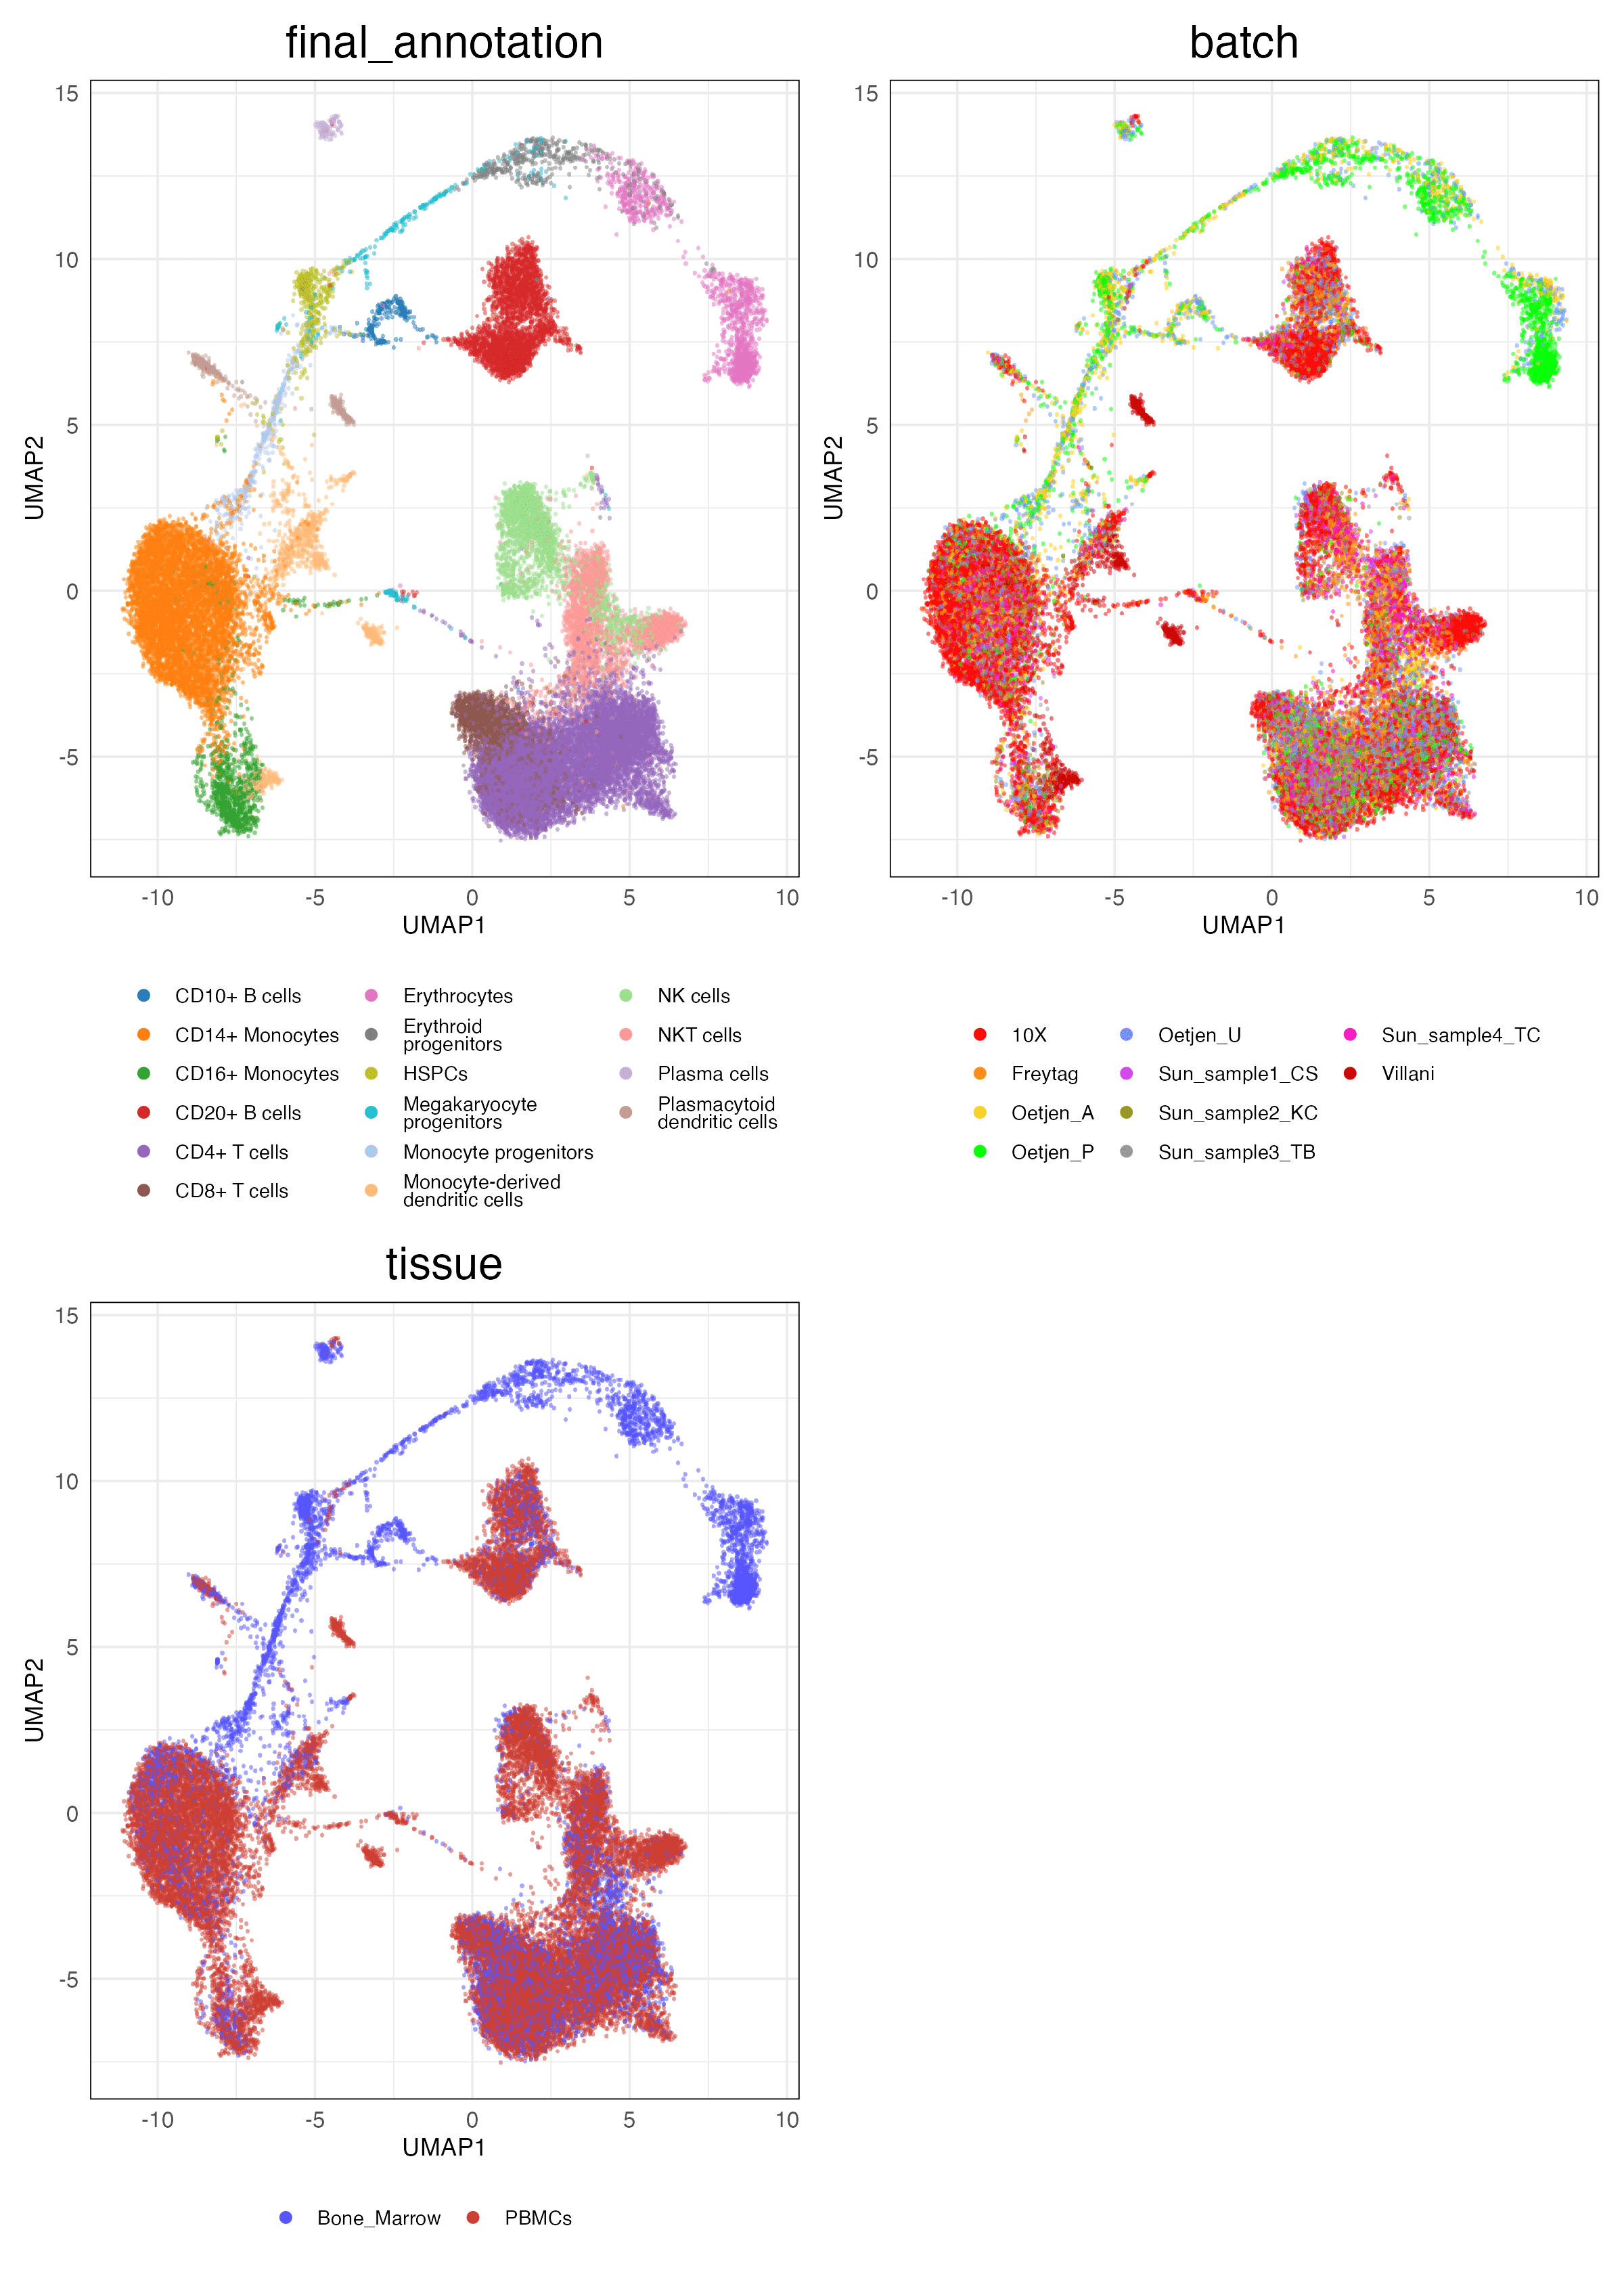 final_annotation
15
10
5
0
-5
UMAP2
-10 -5 0 5 10
UMAP1
CD10+ B cells
CD14+ Monocytes
CD16+ Monocytes
CD20+ B cells
CD4+ T cells
CD8+ T cells
Erythrocytes
Erythroid
progenitors
HSPCs
Megakaryocyte
progenitors
Monocyte progenitors
Monocyte-derived
dendritic cells
NK cells
NKT cells
Plasma cells
Plasmacytoid
dendritic cells
batch
15
10
5
0
-5
UMAP2
-10 -5 0 5 10
UMAP1
10X
Freytag
Oetjen_A
Oetjen_P
Oetjen_U
Sun_sample1_CS
Sun_sample2_KC
Sun_sample3_TB
Sun_sample4_TC
Villani
tissue
15
10
5
0
-5
UMAP2
-10 -5 0 5 10
UMAP1
Bone_Marrow
PBMCs